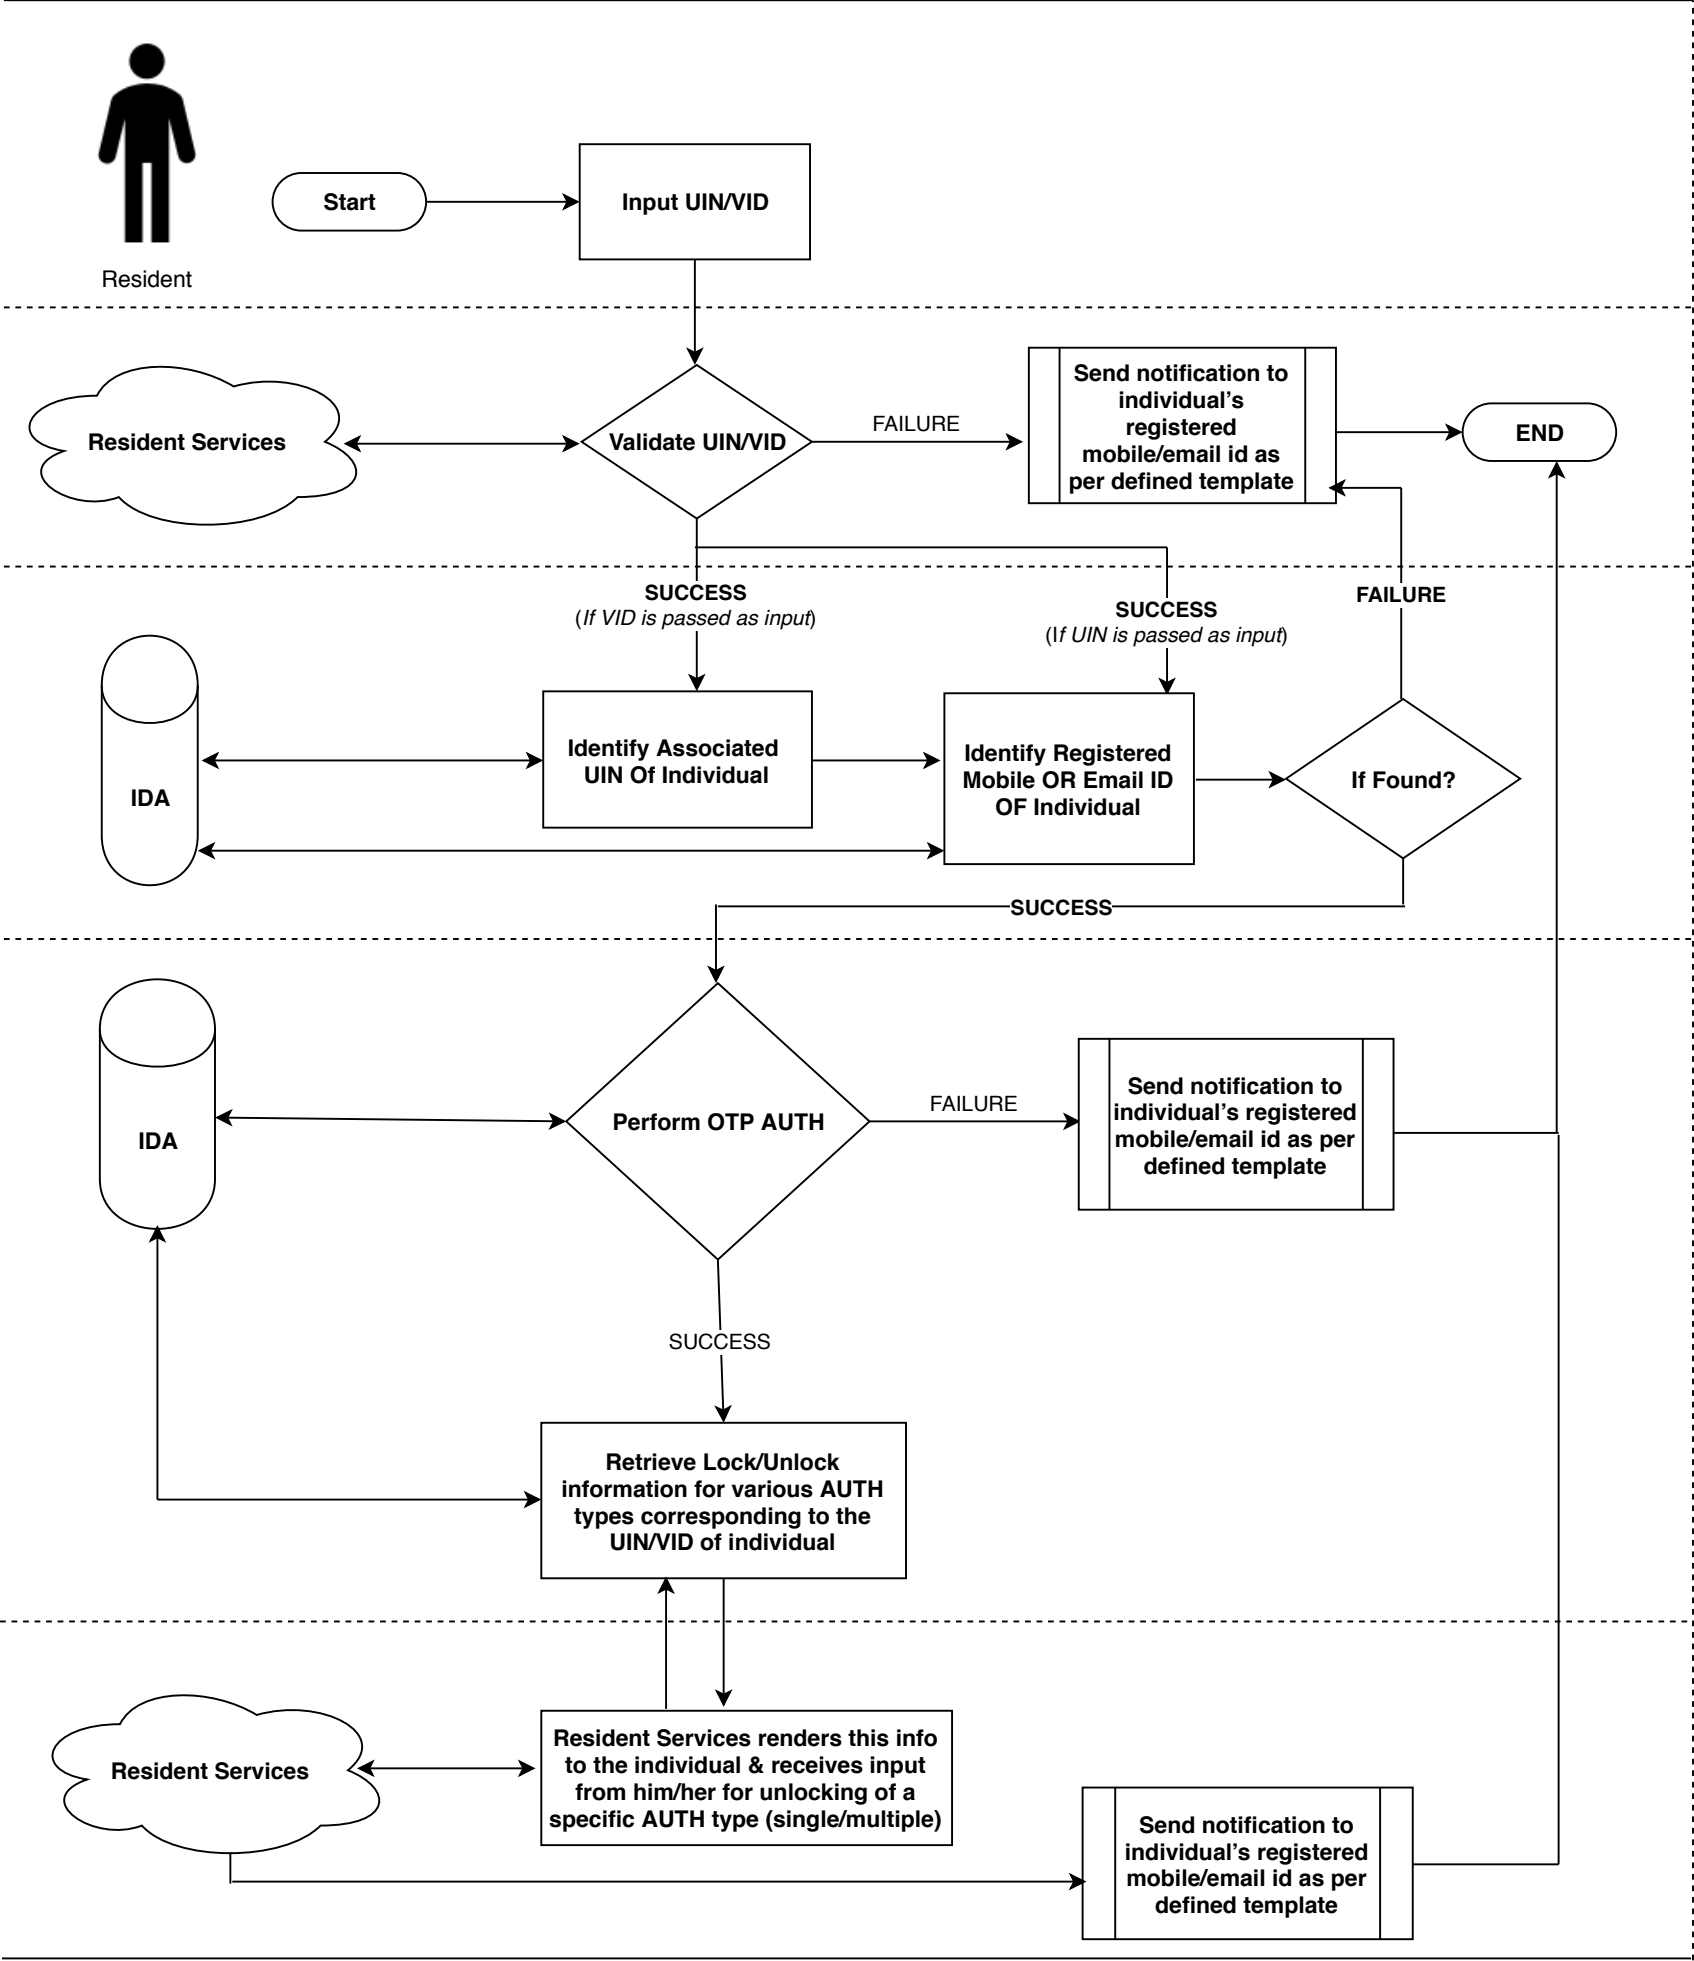 Start
Input UIN/VID
Resident
Resident Services
Validate UIN/VID
FAILURE
Send notification to
individual’s
registered
mobile/email id as
per defined template
END
SUCCESS
(If VID is passed as input)
SUCCESS
(If UIN is passed as input)
FAILURE
IDA
Identify Associated
UIN Of Individual
Identify Registered
Mobile OR Email ID
OF Individual
If Found?
SUCCESS
IDA
Perform OTP AUTH
FAILURE
Send notification to
individual’s registered
mobile/email id as per
defined template
SUCCESS
Retrieve Lock/Unlock
information for various AUTH
types corresponding to the
UIN/VID of individual
Resident Services
Resident Services renders this info
to the individual & receives input
from him/her for unlocking of a
specific AUTH type (single/multiple)
Send notification to
individual’s registered
mobile/email id as per
defined template